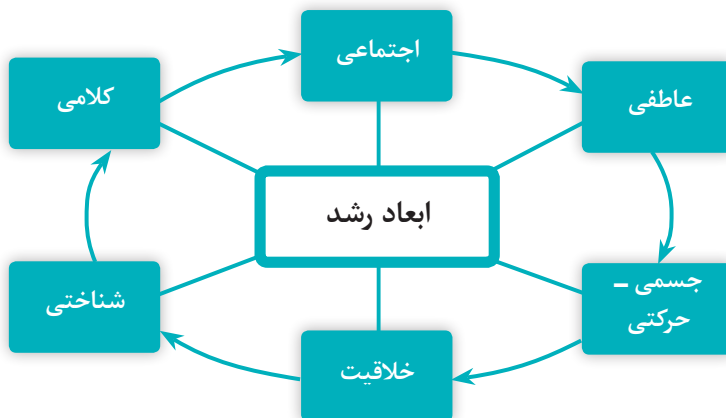 اجتماعی
عاطفی
کلامی
ابعاد رشد
جسمی ـ
حرکتی
شناختی
خلاقیت